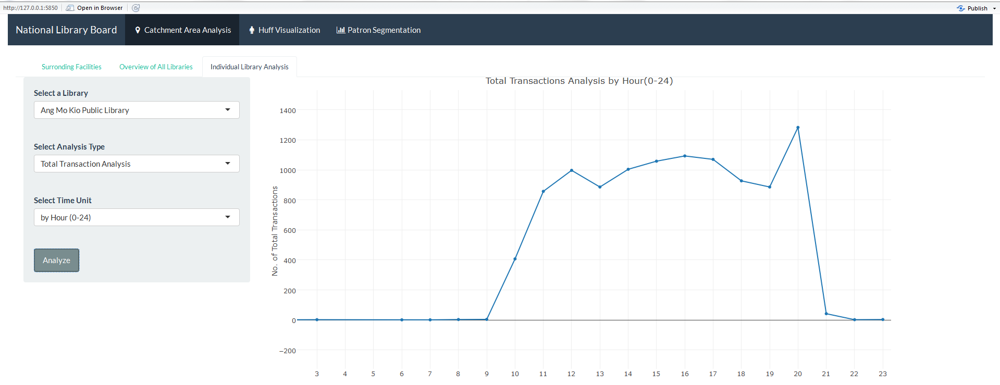 http://127.0.0.1:5850 Open in Browser Publish
National Library Board Catchment Area Analysis Huff Visualization Patron Segmentation
Surronding Facilities Overview of All Libraries Individual Library Analysis
Select a Library
Ang Mo Kio Public Library
Select Analysis Type
Total Transaction Analysis
Select Time Unit
by Hour (0-24)
Analyze
Total Transactions Analysis by Hour(0-24)
No. of Total Transactions
1400
1200
1000
800
600
400
200
0
−200
3 4 5 6 7 8 9 10 11 12 13 14 15 16 17 18 19 20 21 22 23